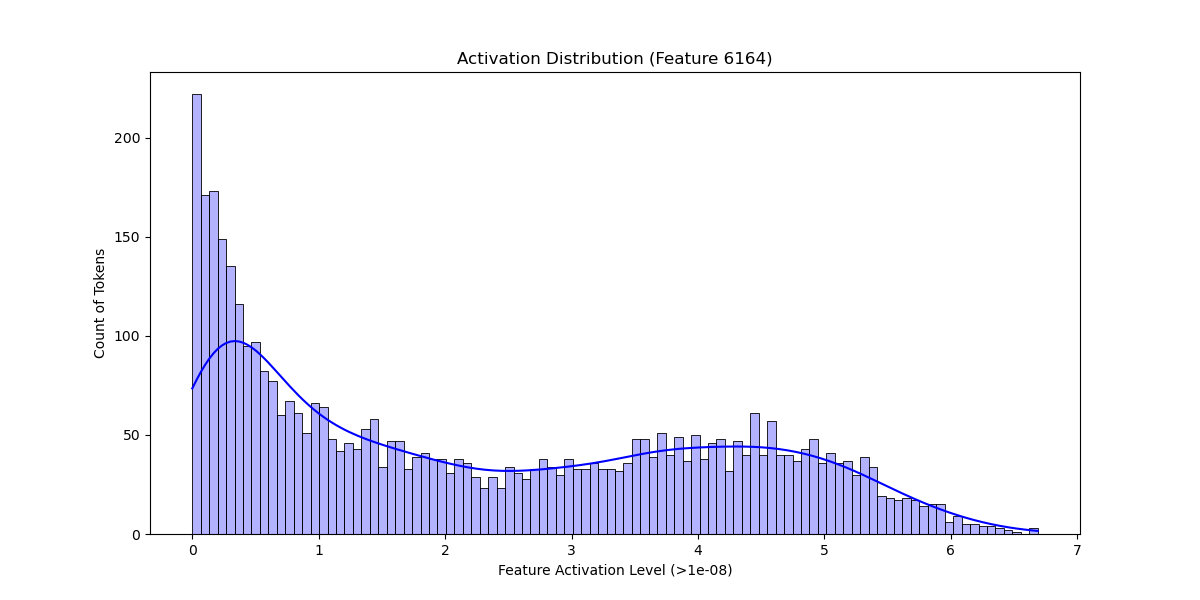 Activation Distribution (Feature 6164)
200
150
100
50
0
Count of Tokens
0 1 2 3 4 5 6 7
Feature Activation Level (>1e-08)